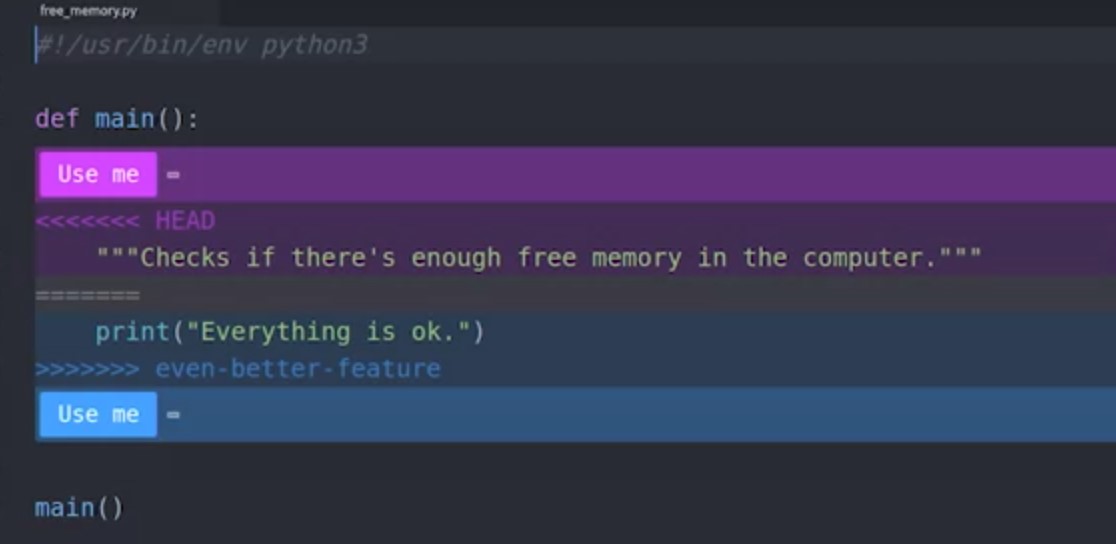 free_memory.py
#!/usr/bin/env python3
def main():
Use me
<<<<<<< HEAD
    """Checks if there's enough free memory in the computer."""
=======
    print("Everything is ok.")
>>>>>>> even-better-feature
Use me
main()